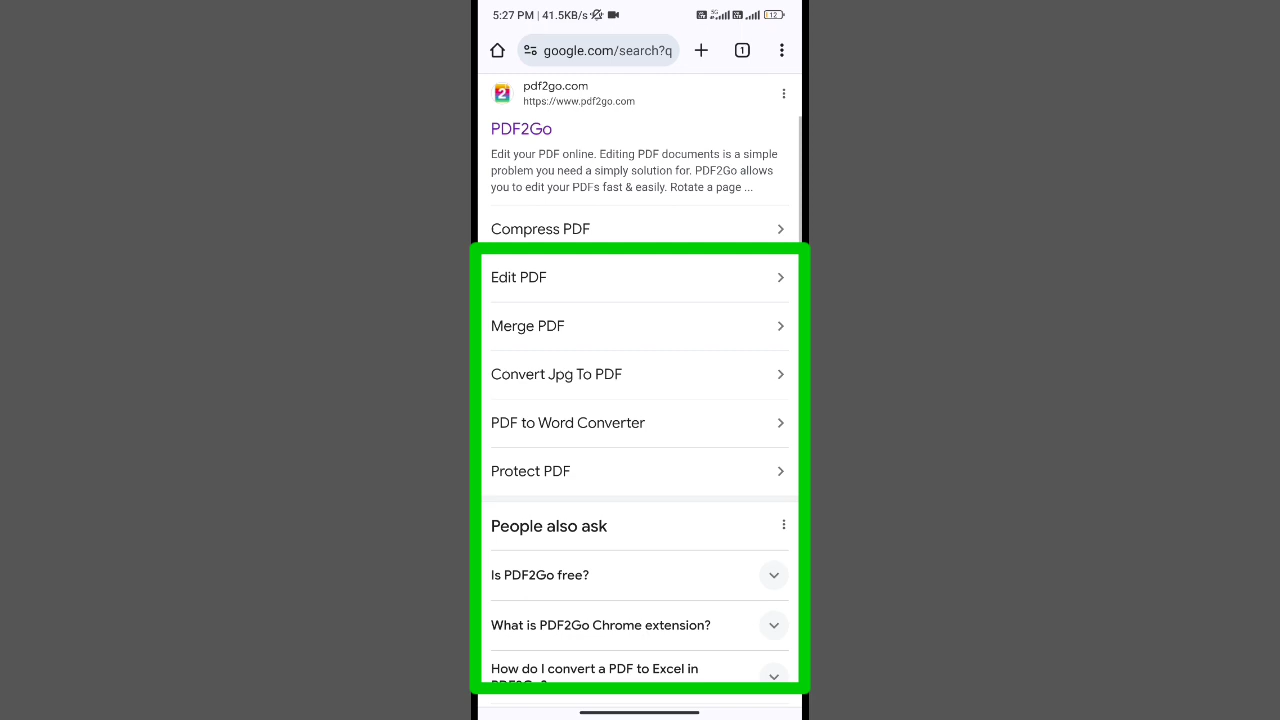 5:27 PM | 41.5KB/s 5G 12
google.com/search?q 1
pdf2go.com
https://www.pdf2go.com
PDF2Go
Edit your PDF online. Editing PDF documents is a simple
problem you need a simply solution for. PDF2Go allows
you to edit your PDFs fast & easily. Rotate a page ...
Compress PDF
Edit PDF
Merge PDF
Convert Jpg To PDF
PDF to Word Converter
Protect PDF
People also ask
Is PDF2Go free?
What is PDF2Go Chrome extension?
How do I convert a PDF to Excel in